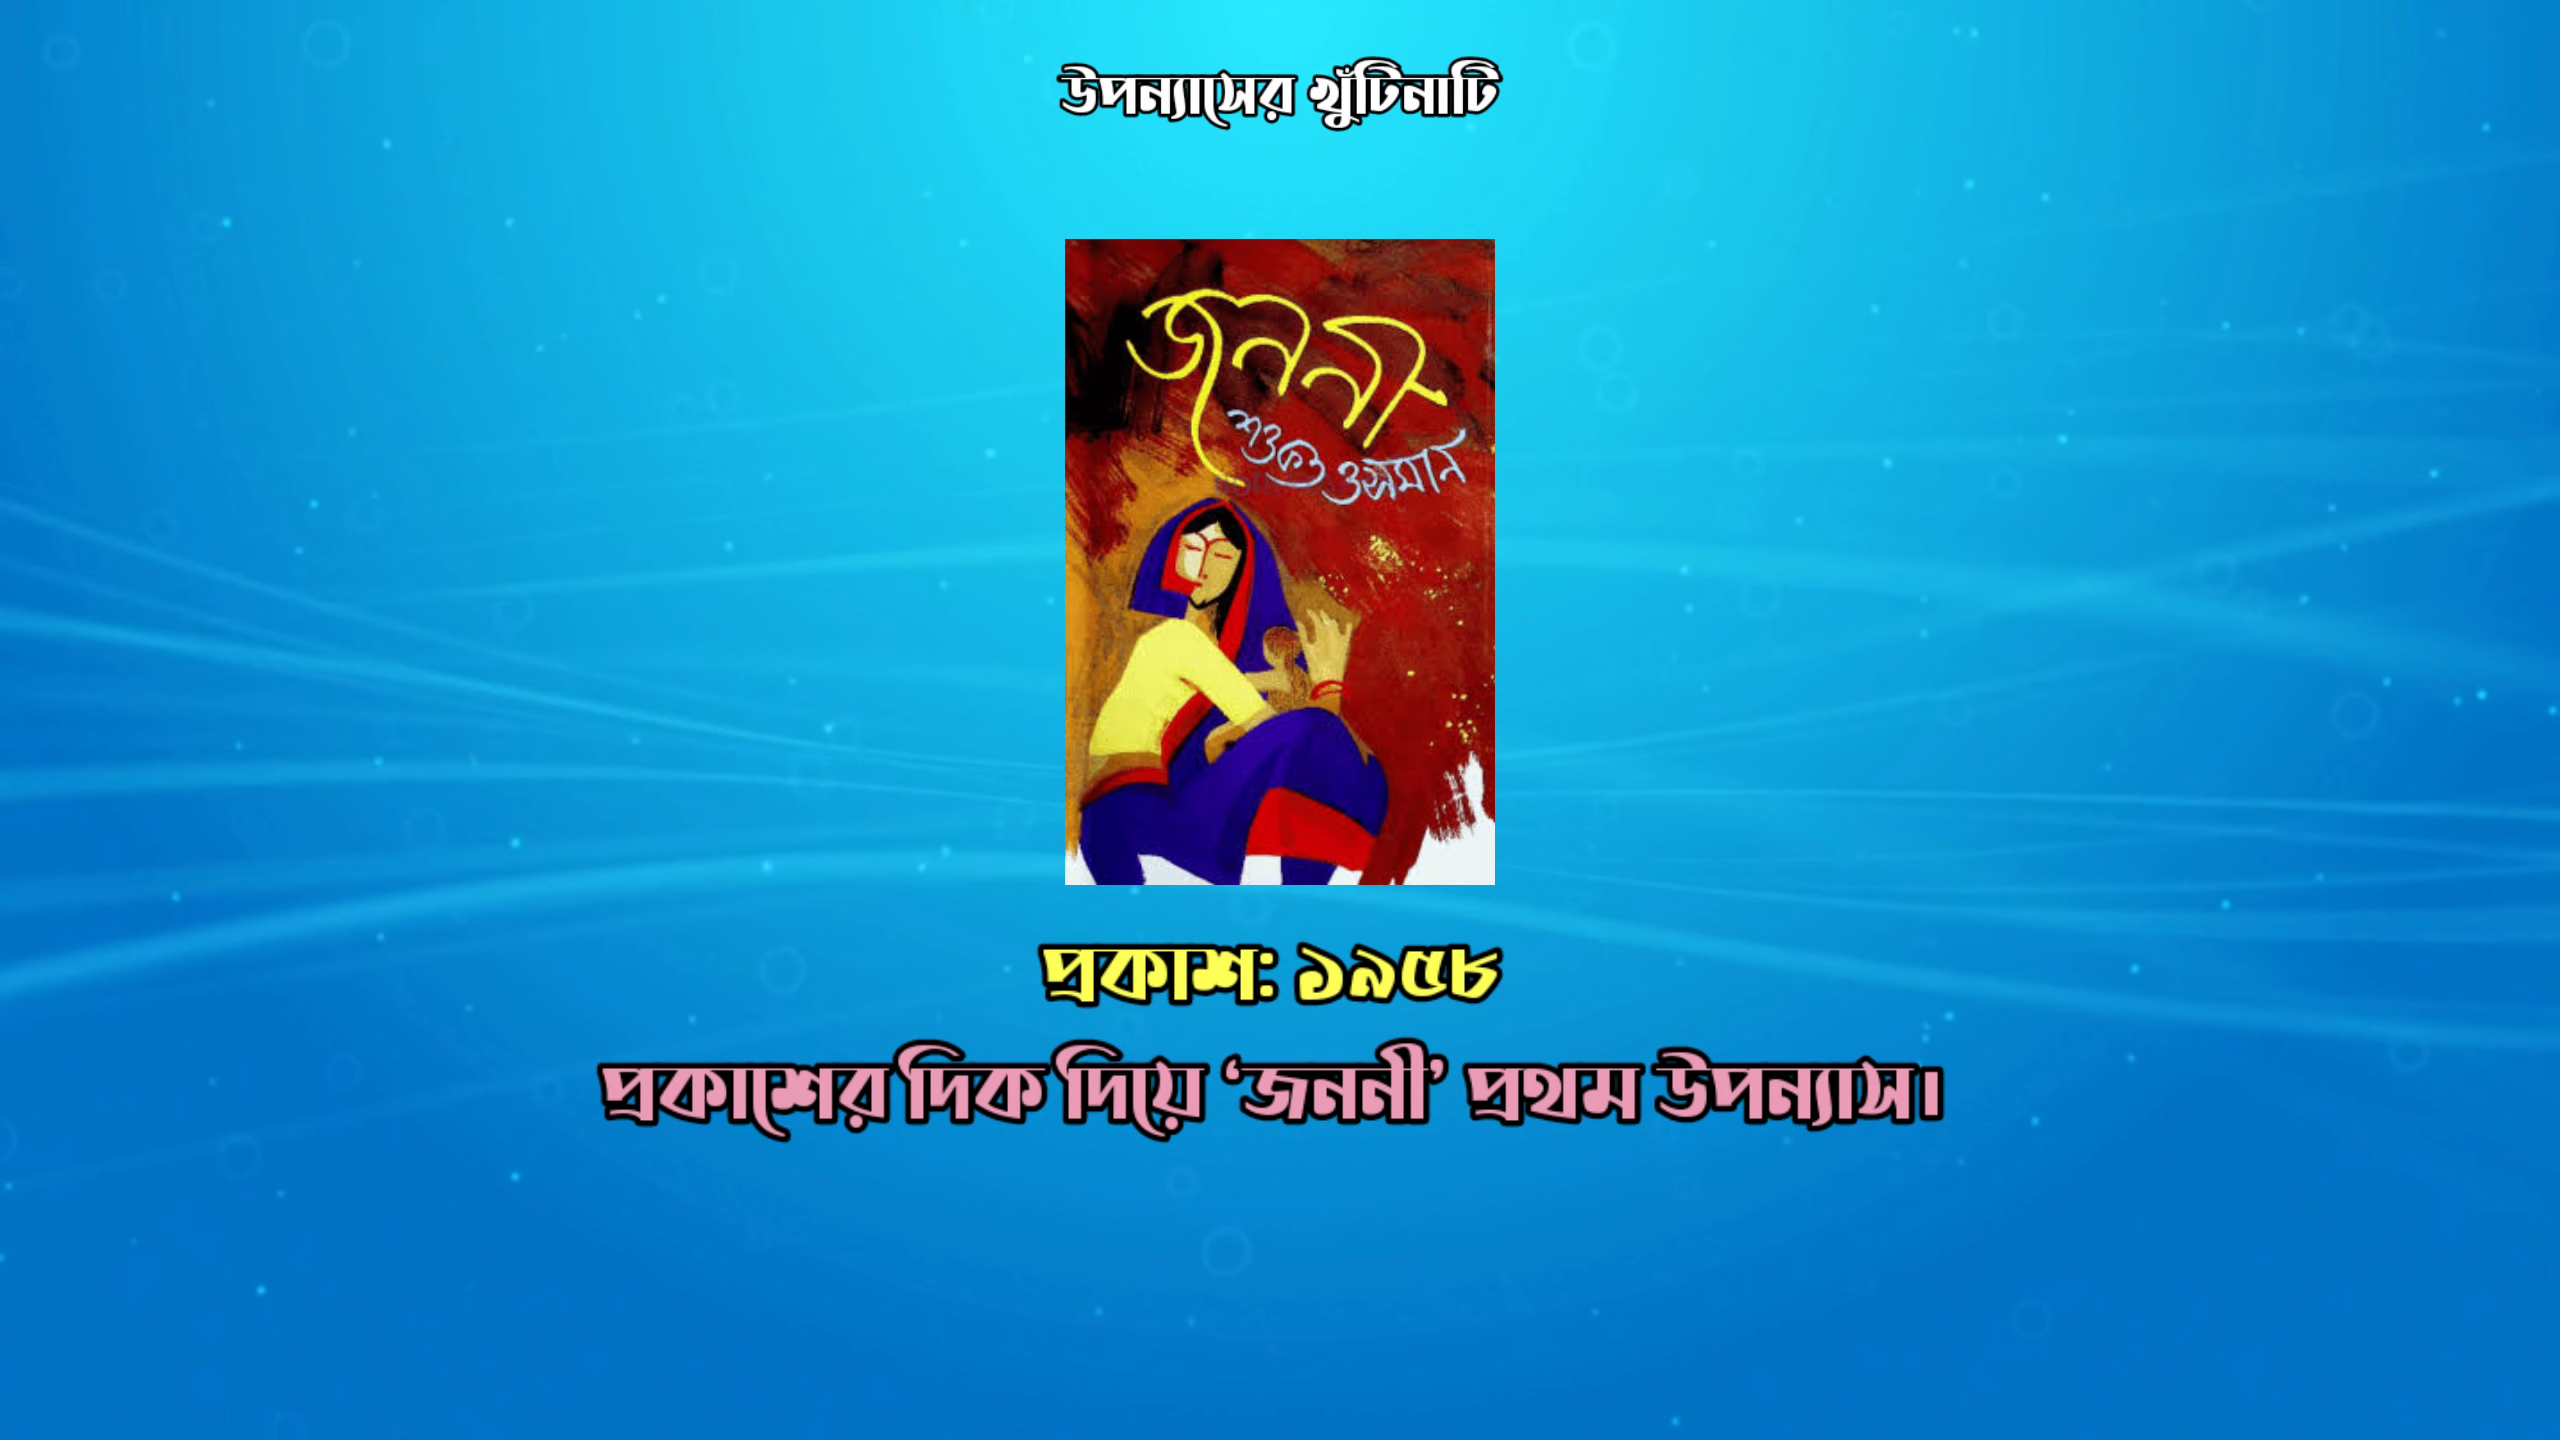 উপন্যাসের খুঁটিনাটি
জননী
শওকত ওসমান
প্রকাশ: ১৯৫৮
প্রকাশের দিক দিয়ে ‘জননী’ প্রথম উপন্যাস।